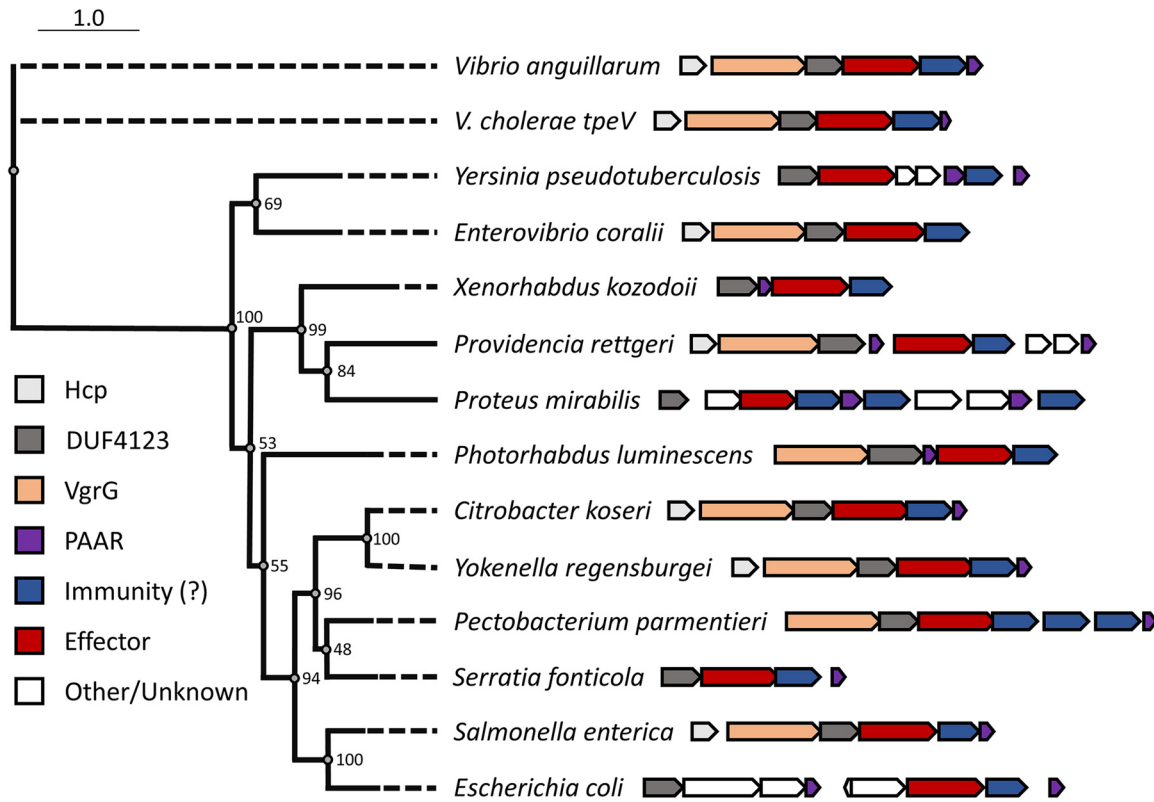 1.0
Vibrio anguillarum
V. cholerae tpeV
Yersinia pseudotuberculosis
69
Enterovibrio coralii
Xenorhabdus kozodoii
100
99
Providencia rettgeri
84
Hcp
Proteus mirabilis
DUF4123
53
Photorhabdus luminescens
VgrG
Citrobacter koseri
PAAR
100
55
Yokenella regensburgei
Immunity (?)
96
Pectobacterium parmentieri
Effector
48
Serratia fonticola
Other/Unknown
94
Salmonella enterica
100
Escherichia coli